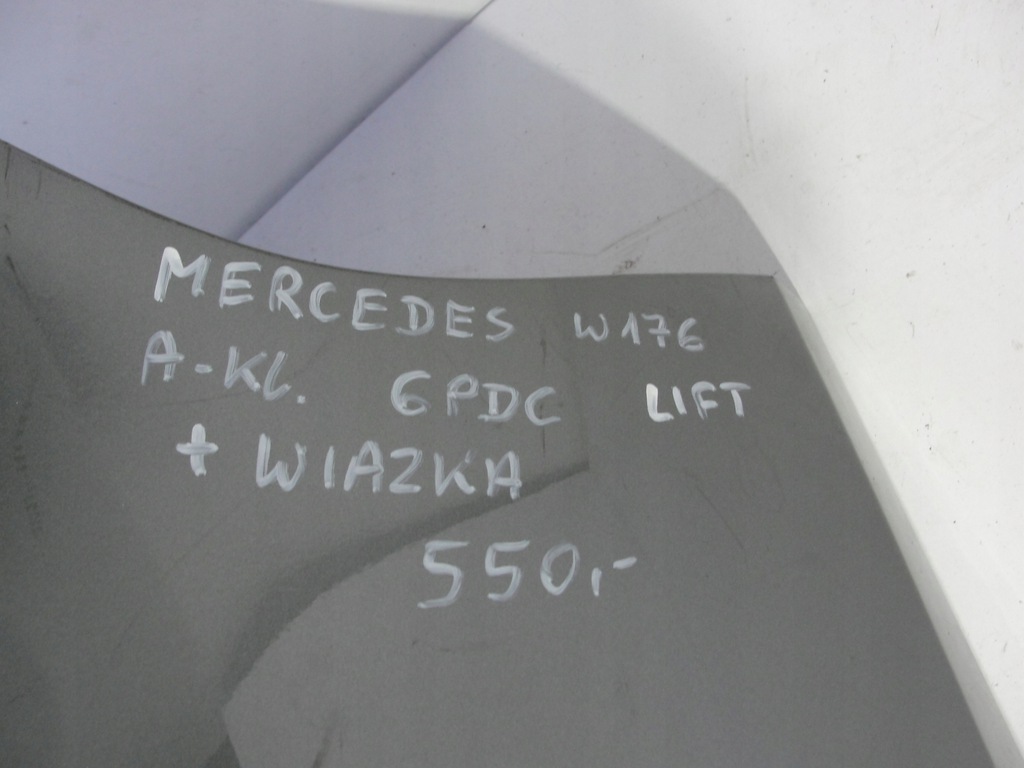 MERCEDES W176
A-KL. 6PDC LIFT
+ WIAZKA
550,-